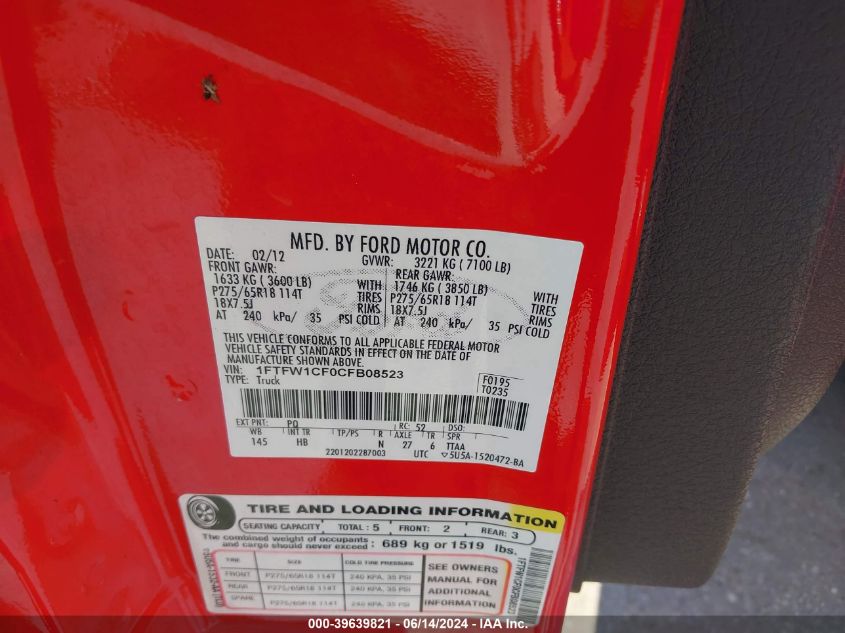 MFD. BY FORD MOTOR CO.
DATE: 02/12 GVWR: 3221 KG ( 7100 LB)
FRONT GAWR: REAR GAWR:
1633 KG ( 3600 LB) WITH 1746 KG ( 3850 LB) WITH
P275/65R18 114T TIRES P275/65R18 114T TIRES
18X7.5J RIMS 18X7.5J RIMS
AT 240 kPa/ 35 PSI COLD AT 240 kPa/ 35 PSI COLD
THIS VEHICLE CONFORMS TO ALL APPLICABLE FEDERAL MOTOR
VEHICLE SAFETY STANDARDS IN EFFECT ON THE DATE OF
MANUFACTURE SHOWN ABOVE.
VIN: 1FTFW1CF0CFB08523
TYPE: Truck
F0195
T0235
EXT PNT: PQ RC: 52 DSO:
WB INT TR TP/PS R AXLE TR SPR
145 HB N 27 6 TTAA
2201202287003 UTC 5U5A-1520472-BA
TIRE AND LOADING INFORMATION
SEATING CAPACITY TOTAL: 5 FRONT: 2 REAR: 3
The combined weight of occupants
and cargo should never exceed : 689 kg or 1519 lbs.
TIRE SIZE COLD TIRE PRESSURE
FRONT P275/65R18 114T 240 KPA, 35 PSI
REAR P275/65R18 114T 240 KPA, 35 PSI
SPARE P275/65R18 114T 240 KPA, 35 PSI
SEE OWNERS
MANUAL FOR
ADDITIONAL
INFORMATION
1FTFW1CF0CFB08523
000-39639821 - 06/14/2024 - IAA Inc.